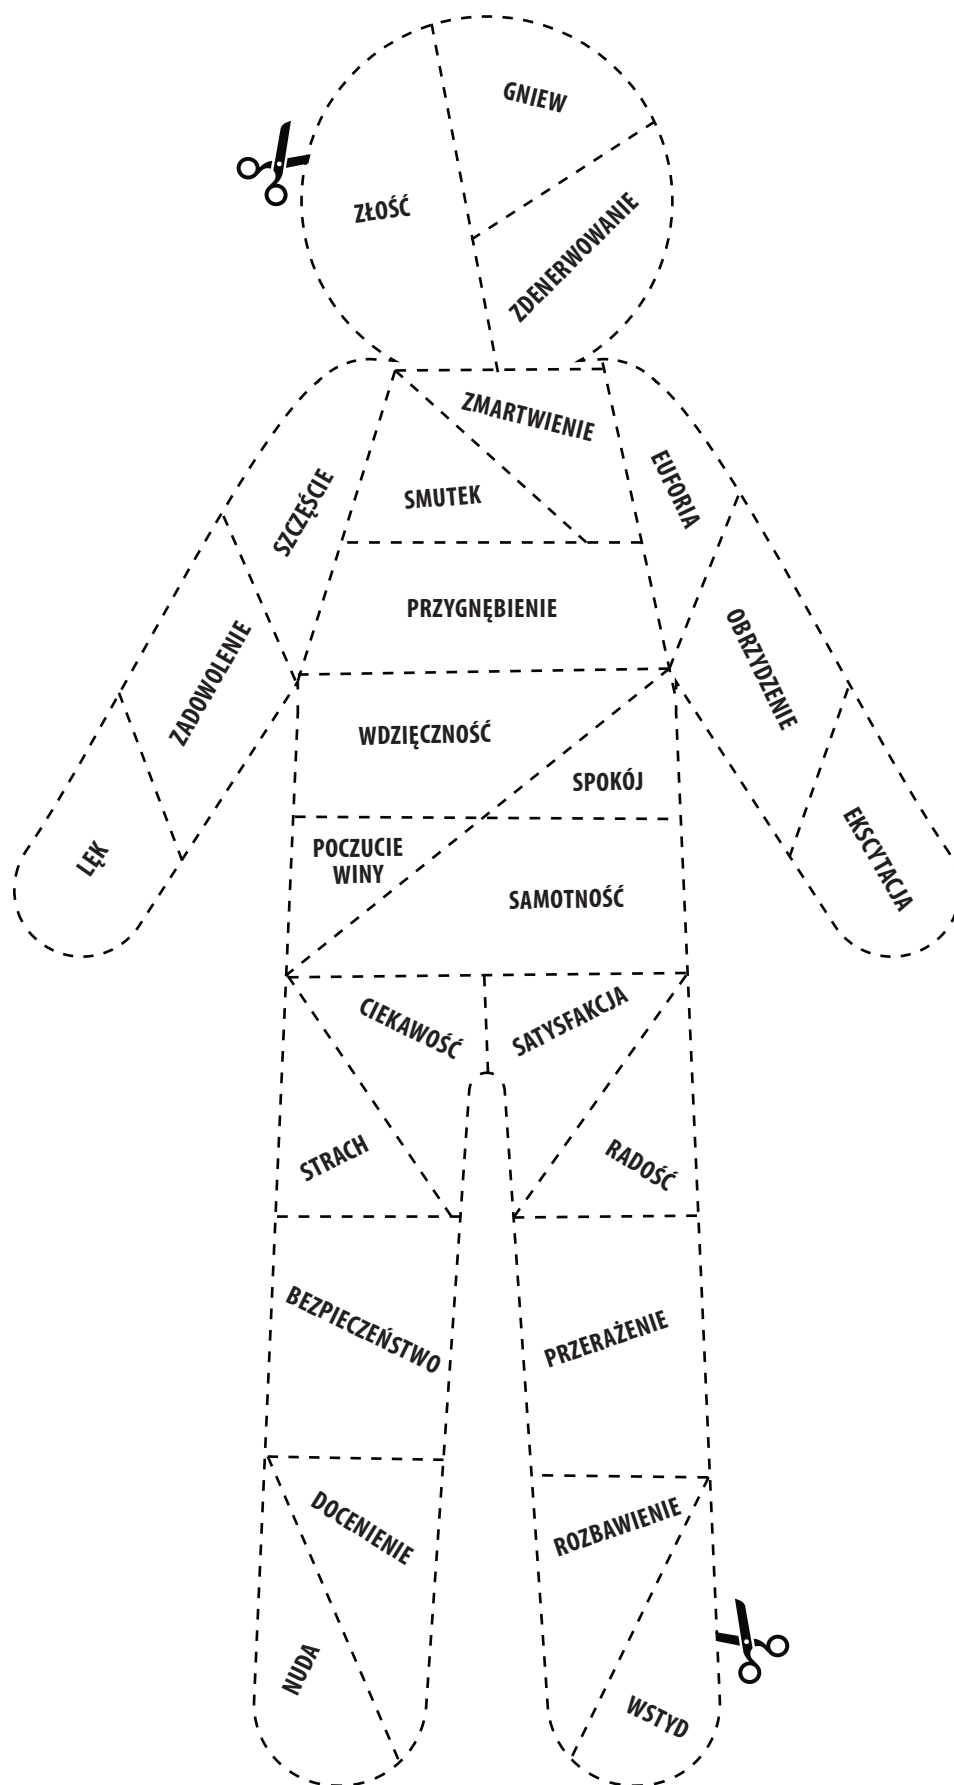 GNIEW
ZŁOŚĆ
ZDENERWOWANIE
ZMARTWIENIE
SMUTEK
SZCZĘŚCIE
EUFORIA
PRZYGNĘBIENIE
ZADOWOLENIE
OBRZYDZENIE
WDZIĘCZNOŚĆ
SPOKÓJ
LĘK
POCZUCIE
WINY
EKSCYTACJA
SAMOTNOŚĆ
CIEKAWOŚĆ
SATYSFAKCJA
STRACH
RADOŚĆ
BEZPIECZEŃSTWO
PRZERAŻENIE
DOCENIENIE
ROZBAWIENIE
NUDA
WSTYD